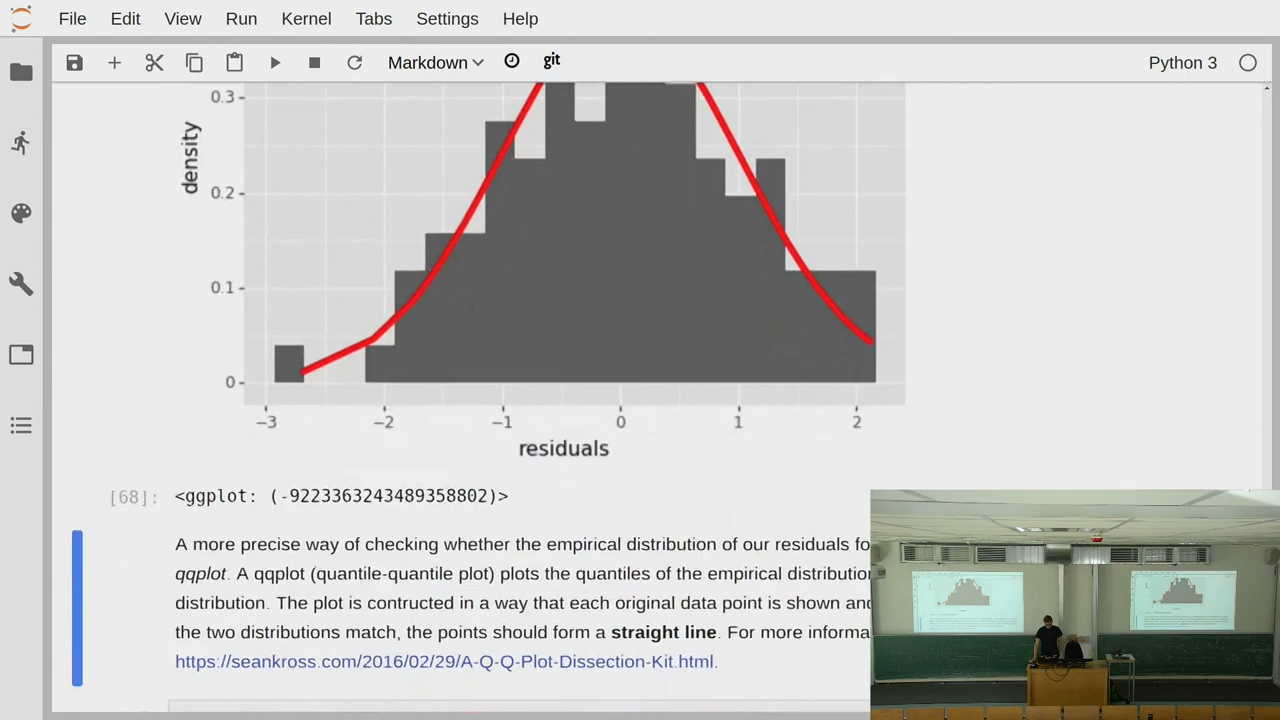 File Edit View Run Kernel Tabs Settings Help
Markdown git Python 3
0.3
0.2
0.1
0
density
−3 −2 −1 0 1 2
residuals
[68]: <ggplot: (-9223363243489358802)>
A more precise way of checking whether the empirical distribution of our residuals fo
qqplot. A qqplot (quantile-quantile plot) plots the quantiles of the empirical distribution
distribution. The plot is contructed in a way that each original data point is shown and
the two distributions match, the points should form a straight line. For more informa
https://seankross.com/2016/02/29/A-Q-Q-Plot-Dissection-Kit.html.